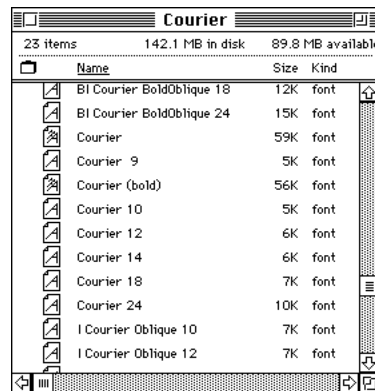 Courier
23 items 142.1 MB in disk 89.8 MB available
Name Size Kind
BI Courier BoldOblique 18 12K font
BI Courier BoldOblique 24 15K font
Courier 59K font
Courier 9 5K font
Courier (bold) 56K font
Courier 10 5K font
Courier 12 6K font
Courier 14 6K font
Courier 18 7K font
Courier 24 10K font
I Courier Oblique 10 7K font
I Courier Oblique 12 7K font